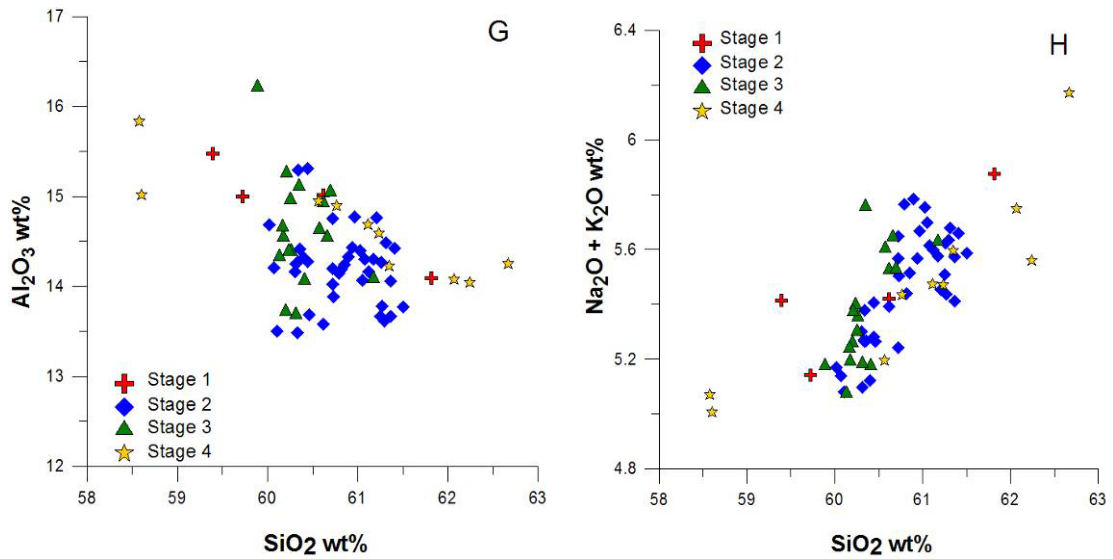 G
Al2O3 wt%
17
16
15
14
13
12
Stage 1
Stage 2
Stage 3
Stage 4
58 59 60 61 62 63
SiO2 wt%
H
Na2O + K2O wt%
6.4
6
5.6
5.2
4.8
Stage 1
Stage 2
Stage 3
Stage 4
58 59 60 61 62 63
SiO2 wt%